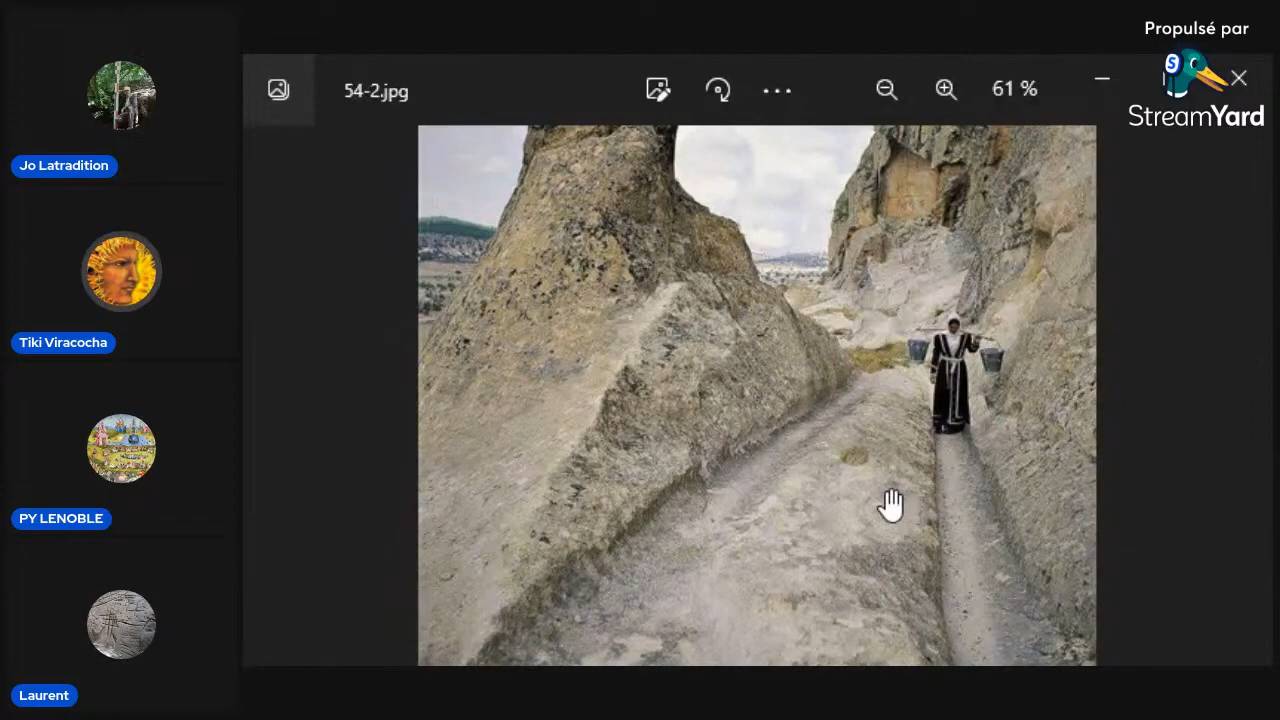 Propulsé par
StreamYard
54-2.jpg
61 %
Jo Latradition
Tiki Viracocha
PY LENOBLE
Laurent